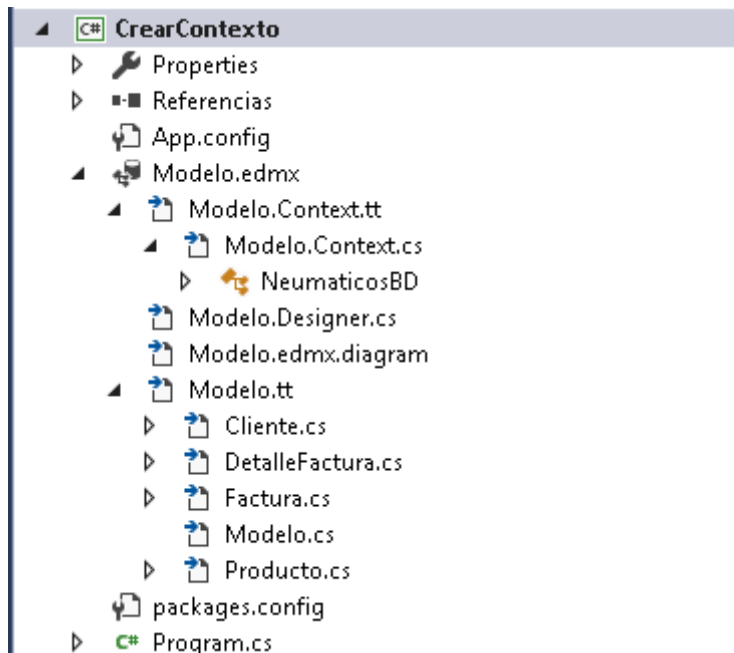 C# CrearContexto
Properties
Referencias
App.config
Modelo.edmx
Modelo.Context.tt
Modelo.Context.cs
NeumaticosBD
Modelo.Designer.cs
Modelo.edmx.diagram
Modelo.tt
Cliente.cs
DetalleFactura.cs
Factura.cs
Modelo.cs
Producto.cs
packages.config
C# Program.cs